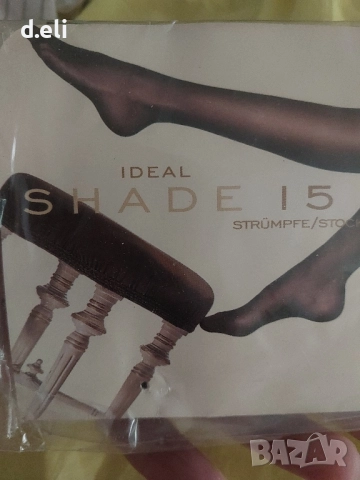 d.eli
IDEAL
SHADE 15
STRÜMPFE/STO
BAZAR